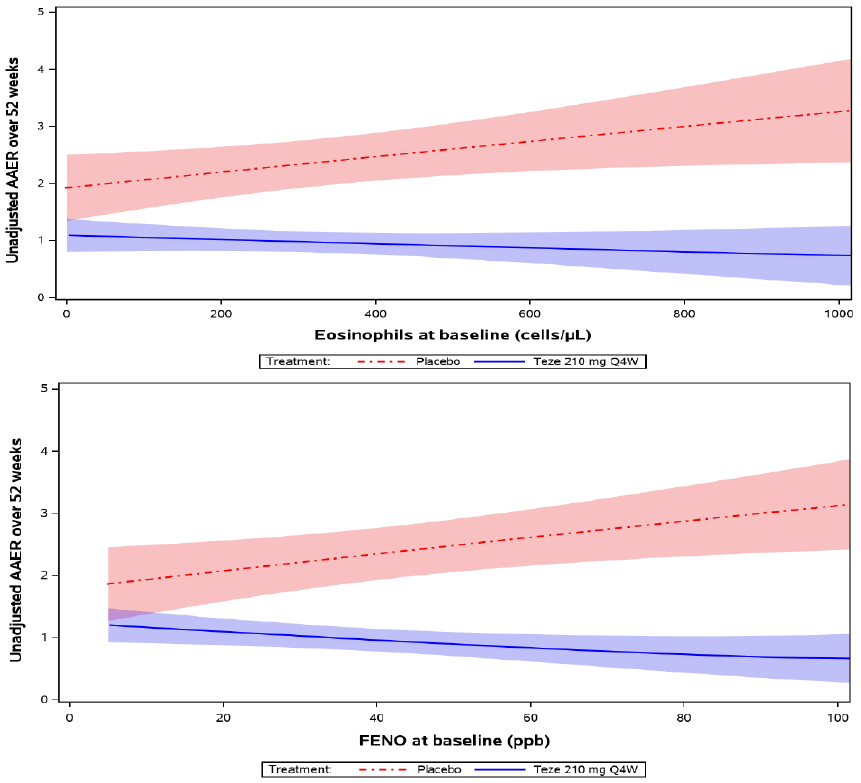 Unadjusted AAER over 52 weeks
5
4
3
2
1
0
0 200 400 600 800 1000
Eosinophils at baseline (cells/µL)
Treatment: Placebo Teze 210 mg Q4W
Unadjusted AAER over 52 weeks
5
4
3
2
1
0
0 20 40 60 80 100
FENO at baseline (ppb)
Treatment: Placebo Teze 210 mg Q4W